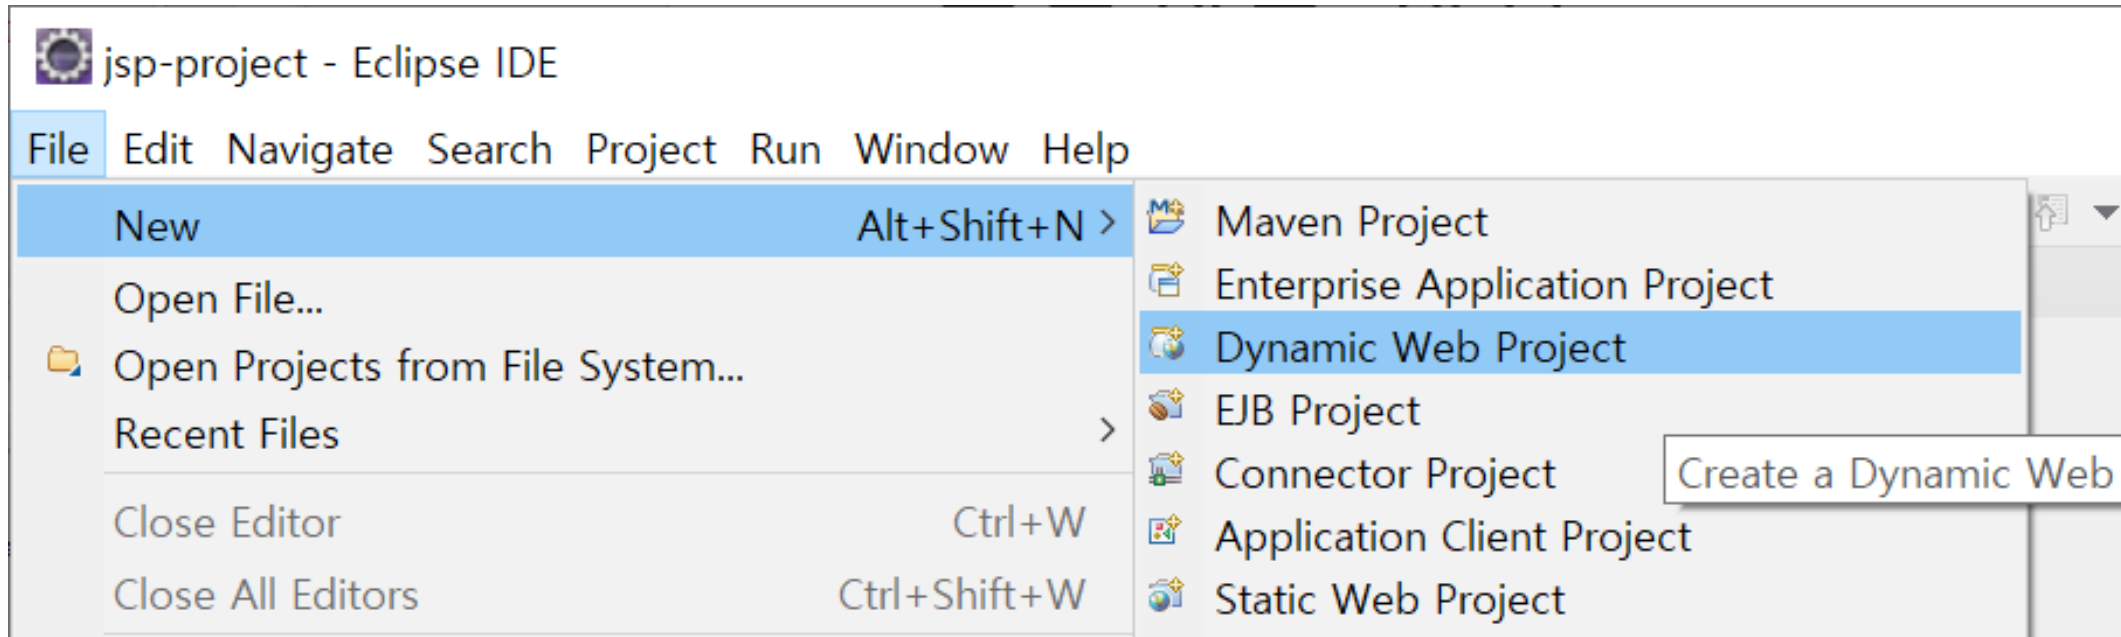 jsp-project - Eclipse IDE
File Edit Navigate Search Project Run Window Help
New Alt+Shift+N >
Open File...
Open Projects from File System...
Recent Files >
Close Editor Ctrl+W
Close All Editors Ctrl+Shift+W
Maven Project
Enterprise Application Project
Dynamic Web Project
EJB Project
Connector Project
Application Client Project
Static Web Project
Create a Dynamic Web